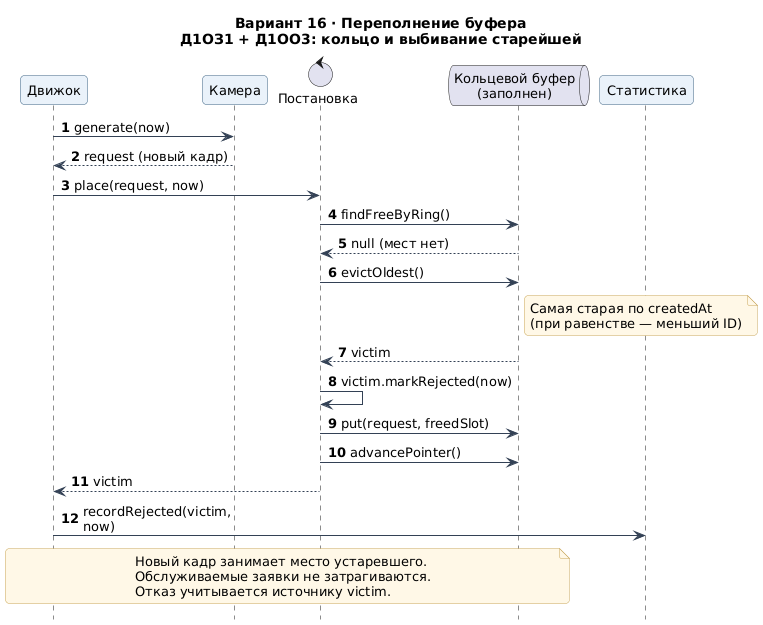 Вариант 16 · Переполнение буфера
Д1ОЗ1 + Д1ООЗ: кольцо и выбивание старейшей
Движок
Камера
Постановка
Кольцевой буфер
(заполнен)
Статистика
1 generate(now)
2 request (новый кадр)
3 place(request, now)
4 findFreeByRing()
5 null (мест нет)
6 evictOldest()
Самая старая по createdAt
(при равенстве — меньший ID)
7 victim
8 victim.markRejected(now)
9 put(request, freedSlot)
10 advancePointer()
11 victim
12 recordRejected(victim,
now)
Новый кадр занимает место устаревшего.
Обслуживаемые заявки не затрагиваются.
Отказ учитывается источнику victim.